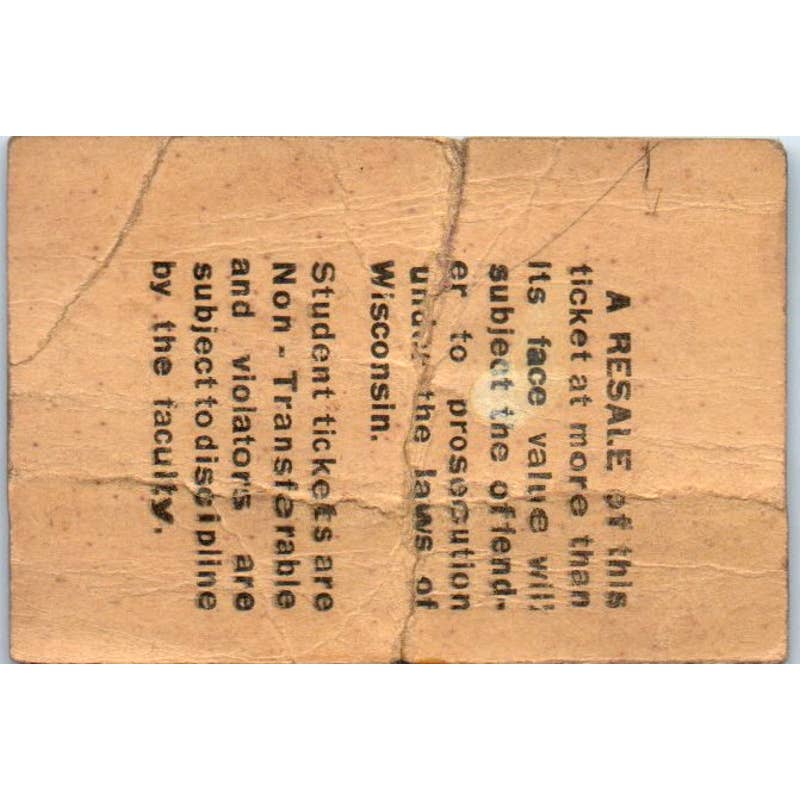 A RESALE of this
ticket at more than
its face value will
subject the offend-
er to prosecution
under the laws of
Wisconsin.
Student tickets are
Non-Transferable
and violators are
subject to discipline
by the faculty.